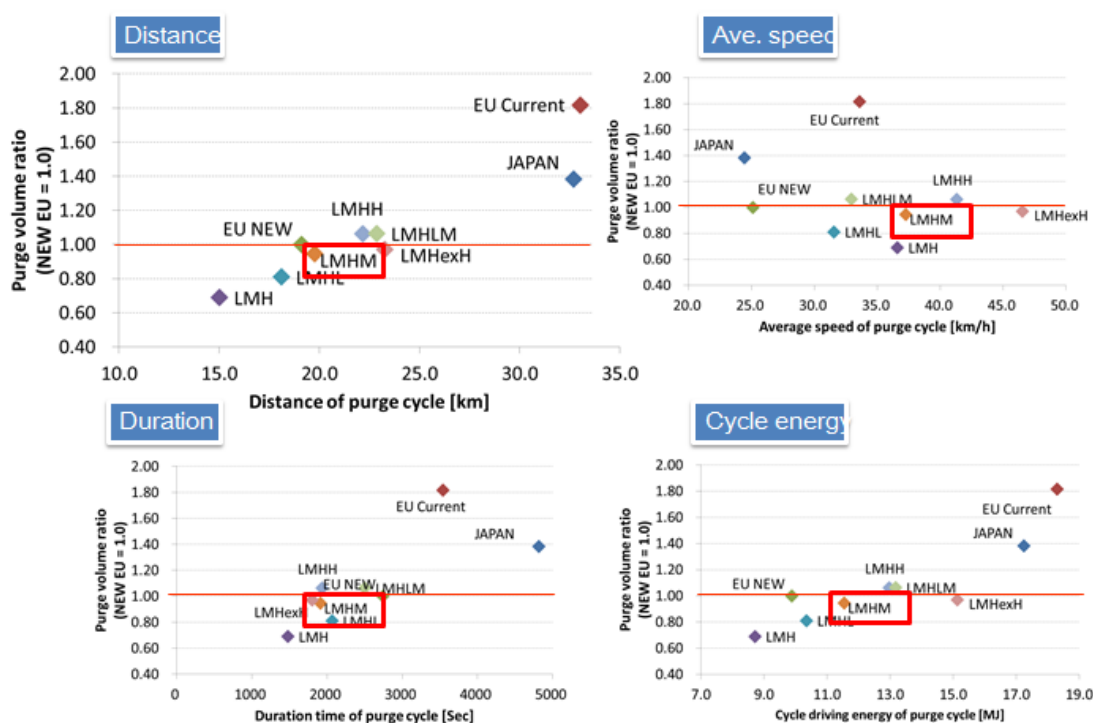 Distance
Purge volume ratio
(NEW EU = 1.0)
2.00
1.80
1.60
1.40
1.20
1.00
0.80
0.60
0.40
EU Current
JAPAN
LMHH
EU NEW
LMHLM
LMHexH
LMHM
LMHL
LMH
10.0 15.0 20.0 25.0 30.0 35.0
Distance of purge cycle [km]
Ave. speed
Purge volume ratio
(NEW EU = 1.0)
2.00
1.80
1.60
1.40
1.20
1.00
0.80
0.60
0.40
EU Current
JAPAN
EU NEW
LMHLM
LMHH
LMHM
LMHexH
LMHL
LMH
20.0 25.0 30.0 35.0 40.0 45.0 50.0
Average speed of purge cycle [km/h]
Duration
Purge volume ratio
(NEW EU = 1.0)
2.00
1.80
1.60
1.40
1.20
1.00
0.80
0.60
0.40
EU Current
JAPAN
LMHH
EU NEW
LMHLM
LMHexH
LMHM
LMHL
LMH
0 1000 2000 3000 4000 5000
Duration time of purge cycle [Sec]
Cycle energy
Purge volume ratio
(NEW EU = 1.0)
2.00
1.80
1.60
1.40
1.20
1.00
0.80
0.60
0.40
EU Current
JAPAN
LMHH
EU NEW
LMHLM
LMHM
LMHexH
LMHL
LMH
7.0 9.0 11.0 13.0 15.0 17.0 19.0
Cycle driving energy of purge cycle [MJ]